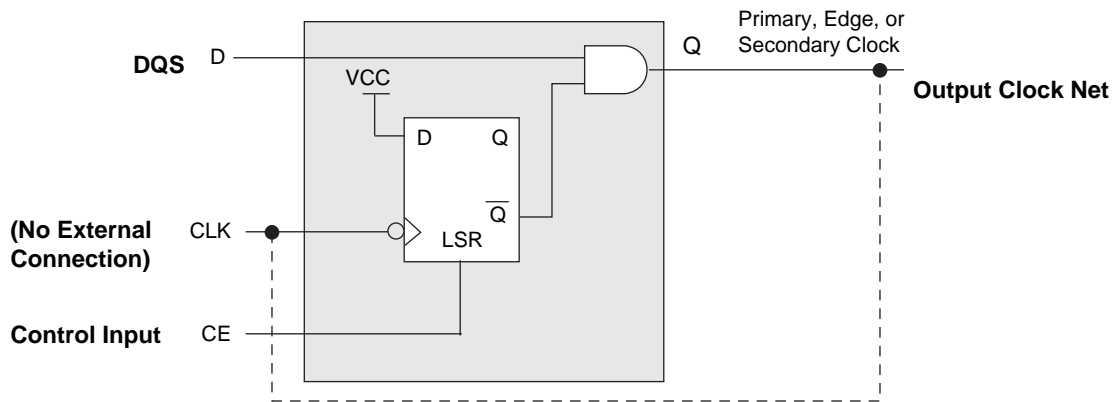 Primary, Edge, or
Secondary Clock
DQS D
Q
Output Clock Net
VCC
D Q
Q
(No External
Connection)
CLK
LSR
Control Input CE